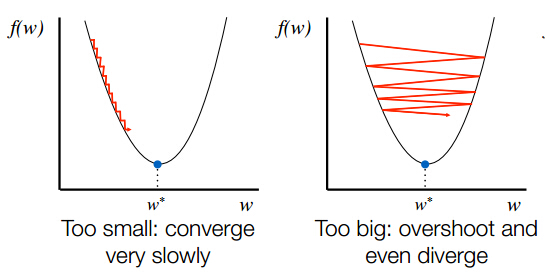 f(w)
w*
w
Too small: converge
very slowly
f(w)
w*
w
Too big: overshoot and
even diverge